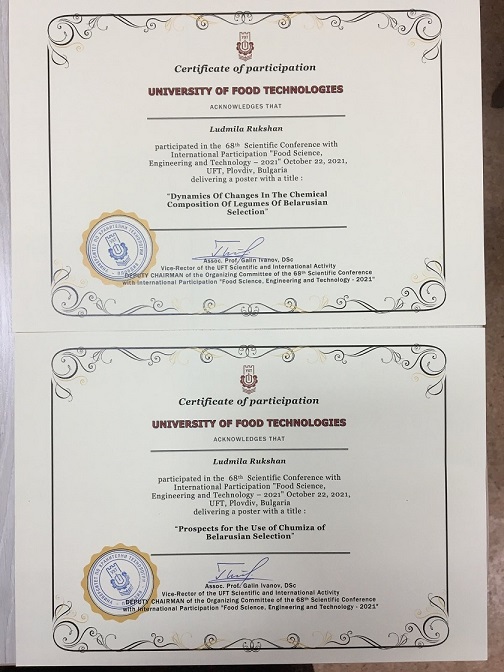 Certificate of participation
UNIVERSITY OF FOOD TECHNOLOGIES
ACKNOWLEDGES THAT
Ludmila Rukshan
participated in the 68th Scientific Conference with
International Participation "Food Science,
Engineering and Technology – 2021" October 22, 2021,
UFT, Plovdiv, Bulgaria
delivering a poster with a title :
"Dynamics Of Changes In The Chemical
Composition Of Legumes Of Belarusian
Selection"
Assoc. Prof. Galin Ivanov, DSc
Vice-Rector of the UFT Scientific and International Activity
DEPUTY CHAIRMAN of the Organizing Committee of the 68th Scientific Conference
with International Participation "Food Science, Engineering and Technology - 2021"
Certificate of participation
UNIVERSITY OF FOOD TECHNOLOGIES
ACKNOWLEDGES THAT
Ludmila Rukshan
participated in the 68th Scientific Conference with
International Participation "Food Science,
Engineering and Technology – 2021" October 22, 2021,
UFT, Plovdiv, Bulgaria
delivering a poster with a title :
"Prospects for the Use of Chumiza of
Belarusian Selection"
Assoc. Prof. Galin Ivanov, DSc
Vice-Rector of the UFT Scientific and International Activity
DEPUTY CHAIRMAN of the Organizing Committee of the 68th Scientific Conference
with International Participation "Food Science, Engineering and Technology - 2021"